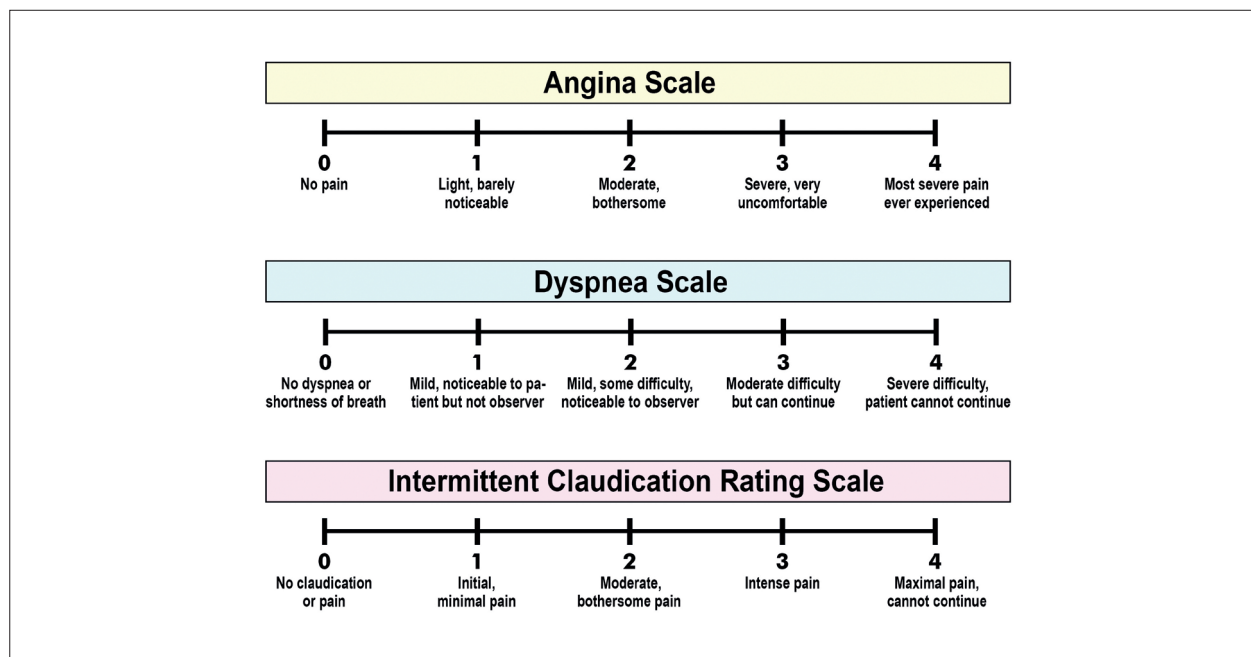 Angina Scale
0 1 2 3 4
No pain Light, barely noticeable Moderate, bothersome Severe, very uncomfortable Most severe pain ever experienced
Dyspnea Scale
0 1 2 3 4
No dyspnea or shortness of breath Mild, noticeable to pa-tient but not observer Mild, some difficulty, noticeable to observer Moderate difficulty but can continue Severe difficulty, patient cannot continue
Intermittent Claudication Rating Scale
0 1 2 3 4
No claudication or pain Initial, minimal pain Moderate, bothersome pain Intense pain Maximal pain, cannot continue